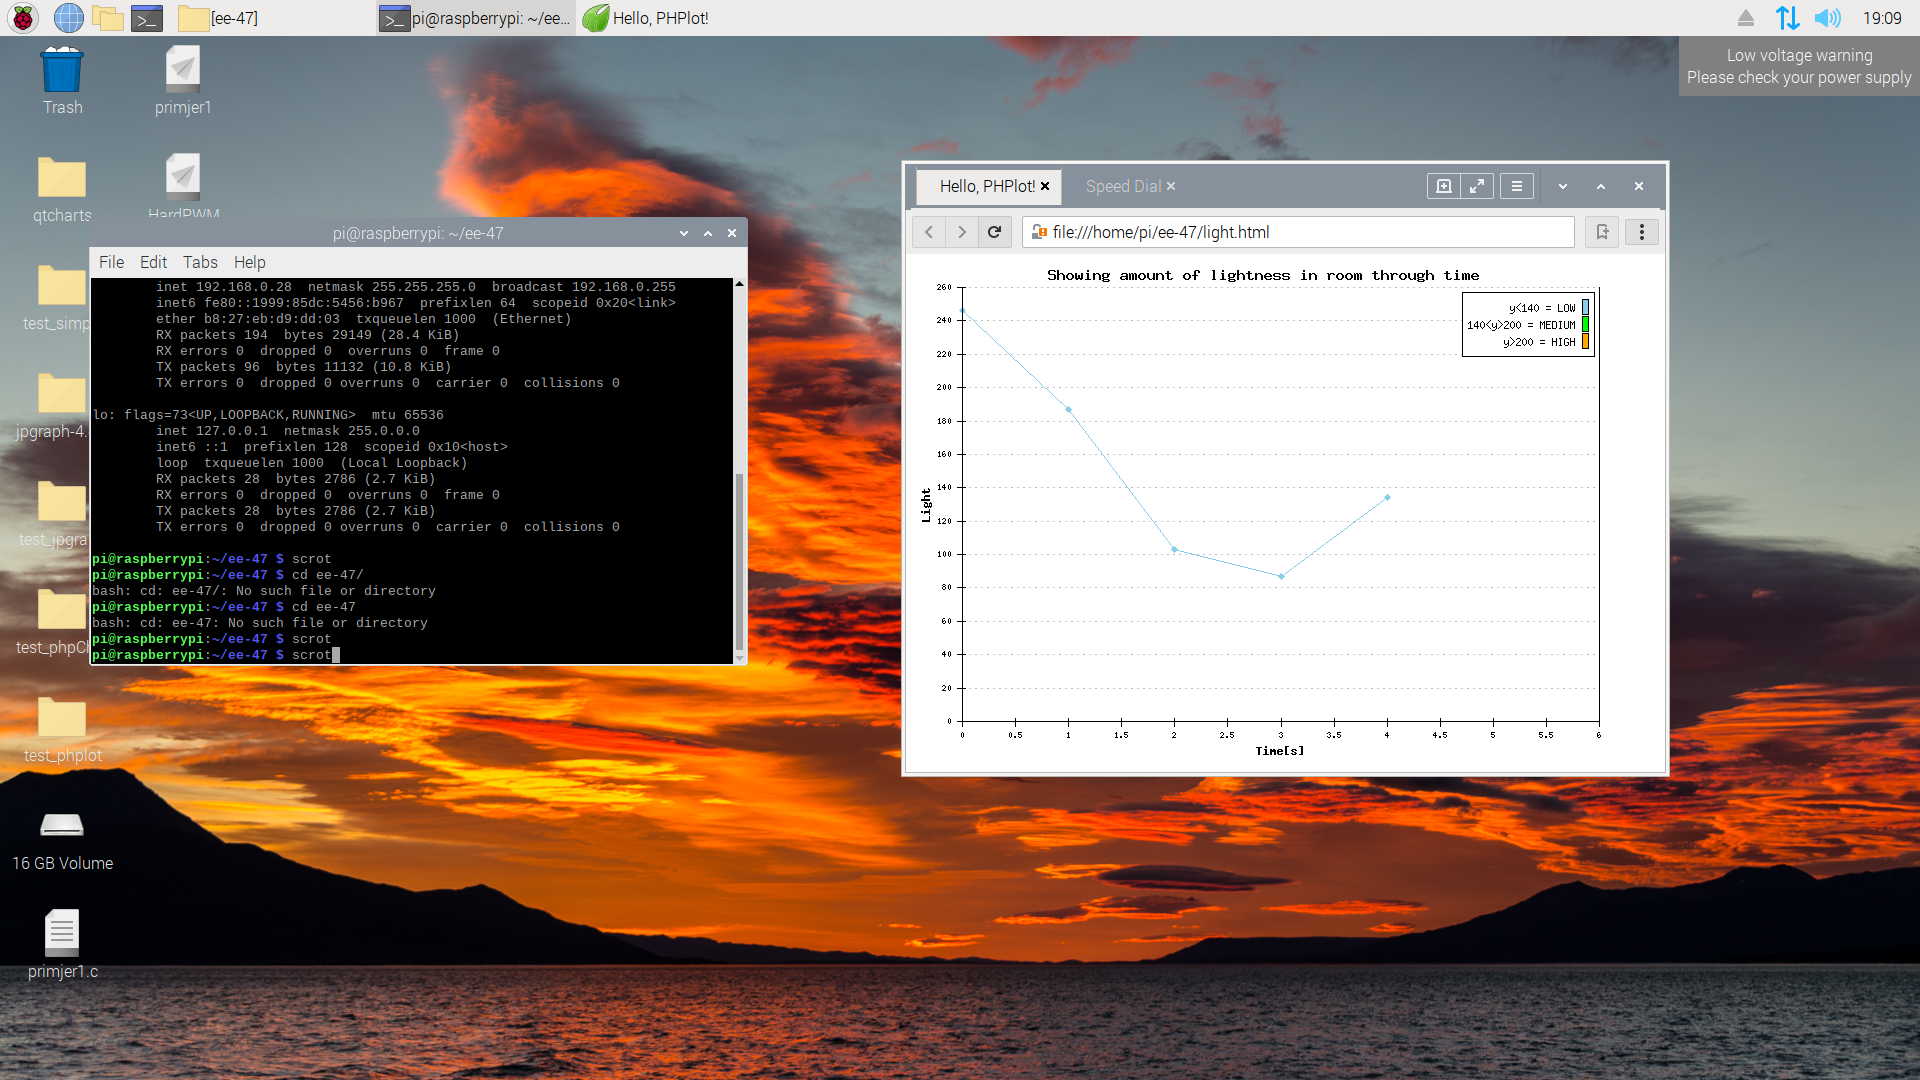 [ee-47]
pi@raspberrypi: ~/ee...
Hello, PHPlot!
19:09
Low voltage warning
Please check your power supply
Trash
primjer1
qtcharts
HardPWM
test_simp
jpgraph-4.
test_jpgra
test_phpCh
test_phplot
16 GB Volume
primjer1.c
pi@raspberrypi: ~/ee-47
File Edit Tabs Help
inet 192.168.0.28 netmask 255.255.255.0 broadcast 192.168.0.255
inet6 fe80::1999:85dc:5456:b967 prefixlen 64 scopeid 0x20<link>
ether b8:27:eb:d9:dd:03 txqueuelen 1000 (Ethernet)
RX packets 194 bytes 29149 (28.4 KiB)
RX errors 0 dropped 0 overruns 0 frame 0
TX packets 96 bytes 11132 (10.8 KiB)
TX errors 0 dropped 0 overruns 0 carrier 0 collisions 0
lo: flags=73<UP,LOOPBACK,RUNNING> mtu 65536
inet 127.0.0.1 netmask 255.0.0.0
inet6 ::1 prefixlen 128 scopeid 0x10<host>
loop txqueuelen 1000 (Local Loopback)
RX packets 28 bytes 2786 (2.7 KiB)
RX errors 0 dropped 0 overruns 0 frame 0
TX packets 28 bytes 2786 (2.7 KiB)
TX errors 0 dropped 0 overruns 0 carrier 0 collisions 0
pi@raspberrypi:~/ee-47 $ scrot
pi@raspberrypi:~/ee-47 $ cd ee-47/
bash: cd: ee-47/: No such file or directory
pi@raspberrypi:~/ee-47 $ cd ee-47
bash: cd: ee-47: No such file or directory
pi@raspberrypi:~/ee-47 $ scrot
pi@raspberrypi:~/ee-47 $ scrot
Hello, PHPlot!
Speed Dial
file:///home/pi/ee-47/light.html
Showing amount of lightness in room through time
y<140 = LOW
140<y>200 = MEDIUM
y>200 = HIGH
260
240
220
200
180
160
140
120
100
80
60
40
20
0
Light
0 0.5 1 1.5 2 2.5 3 3.5 4 4.5 5 5.5 6
Time[s]